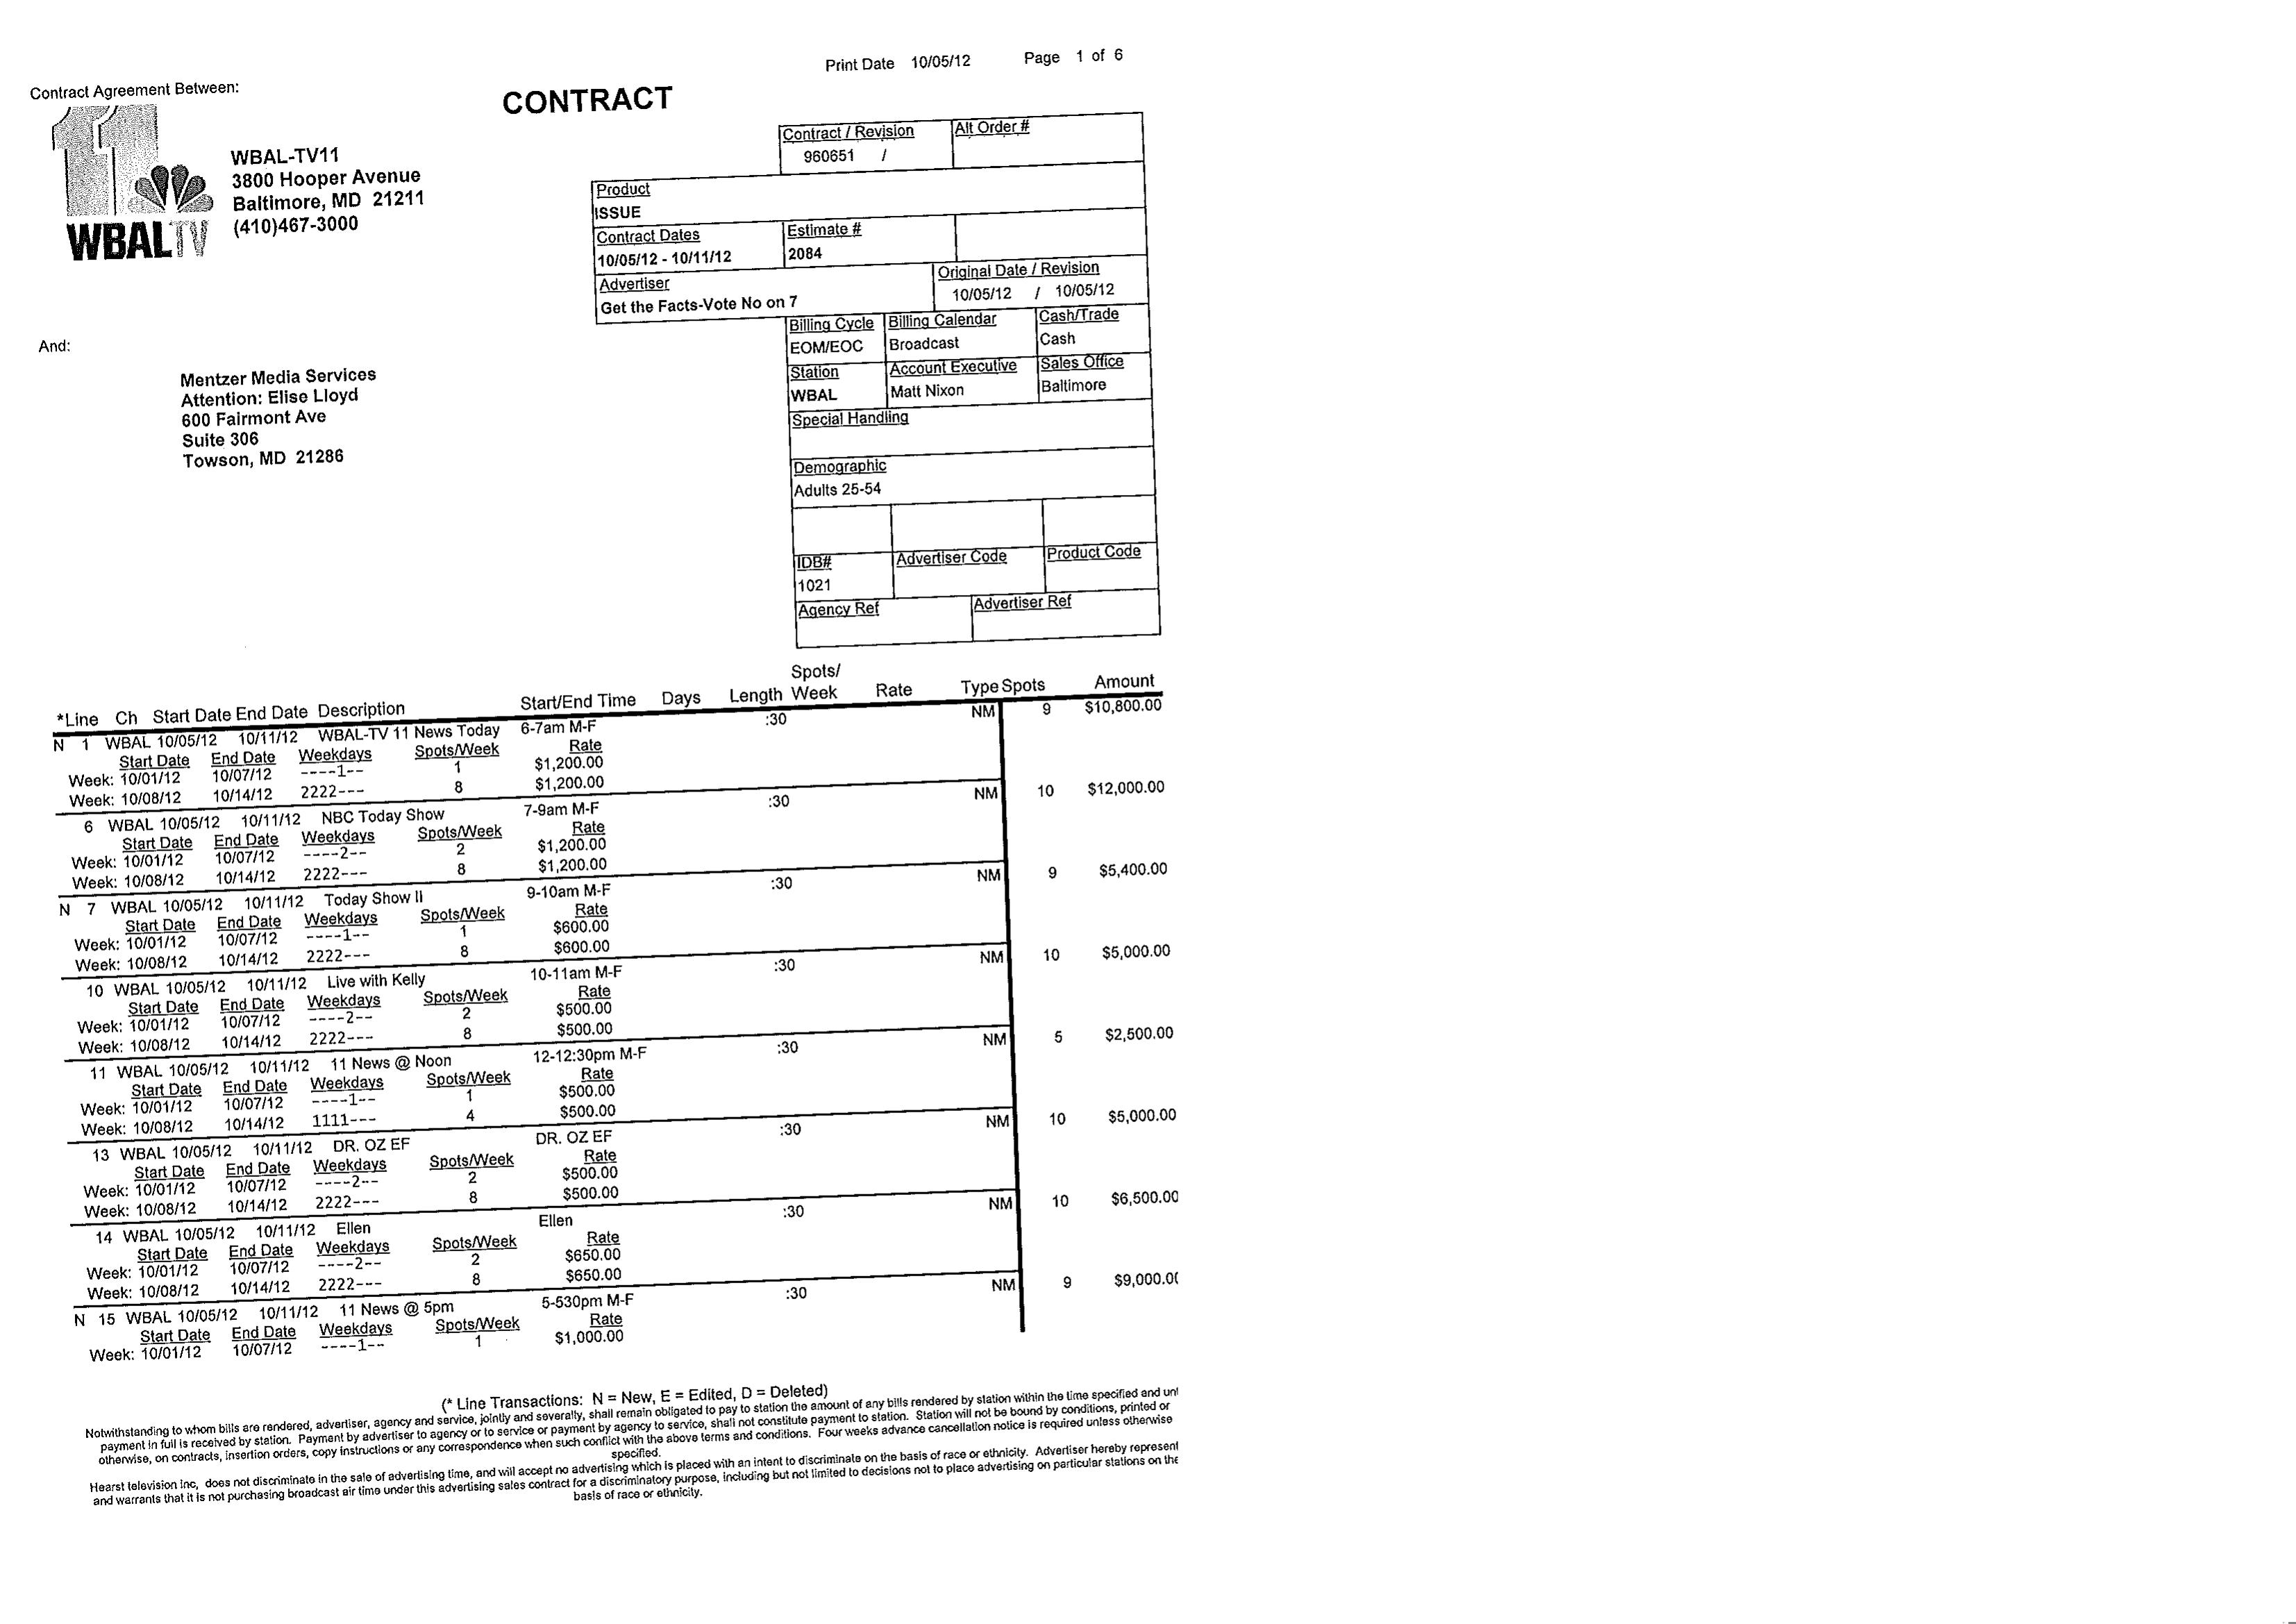 Print Date 10/05/12 Page 1 of 6
Contract Agreement Between:
CONTRACT
11
WBALTV
WBAL-TV11
3800 Hooper Avenue
Baltimore, MD 21211
(410)467-3000
Contract / Revision Alt Order #
960651 /
Product
ISSUE
Contract Dates Estimate #
10/05/12 - 10/11/12 2084
Advertiser Original Date / Revision
Get the Facts-Vote No on 7 10/05/12 / 10/05/12
Billing Cycle Billing Calendar Cash/Trade
EOM/EOC Broadcast Cash
Station Account Executive Sales Office
WBAL Matt Nixon Baltimore
Special Handling
Demographic
Adults 25-54
IDB# Advertiser Code Product Code
1021
Agency Ref Advertiser Ref
And:
Mentzer Media Services
Attention: Elise Lloyd
600 Fairmont Ave
Suite 306
Towson, MD 21286
Spots/
*Line Ch Start Date End Date Description Start/End Time Days Length Week Rate Type Spots Amount
N 1 WBAL 10/05/12 10/11/12 WBAL-TV 11 News Today 6-7am M-F :30 NM 9 $10,800.00
Start Date End Date Weekdays Spots/Week Rate
Week: 10/01/12 10/07/12 ----1-- 1 $1,200.00
Week: 10/08/12 10/14/12 2222--- 8 $1,200.00
6 WBAL 10/05/12 10/11/12 NBC Today Show 7-9am M-F :30 NM 10 $12,000.00
Start Date End Date Weekdays Spots/Week Rate
Week: 10/01/12 10/07/12 ----2-- 2 $1,200.00
Week: 10/08/12 10/14/12 2222--- 8 $1,200.00
N 7 WBAL 10/05/12 10/11/12 Today Show II 9-10am M-F :30 NM 9 $5,400.00
Start Date End Date Weekdays Spots/Week Rate
Week: 10/01/12 10/07/12 ----1-- 1 $600.00
Week: 10/08/12 10/14/12 2222--- 8 $600.00
10 WBAL 10/05/12 10/11/12 Live with Kelly 10-11am M-F :30 NM 10 $5,000.00
Start Date End Date Weekdays Spots/Week Rate
Week: 10/01/12 10/07/12 ----2-- 2 $500.00
Week: 10/08/12 10/14/12 2222--- 8 $500.00
11 WBAL 10/05/12 10/11/12 11 News @ Noon 12-12:30pm M-F :30 NM 5 $2,500.00
Start Date End Date Weekdays Spots/Week Rate
Week: 10/01/12 10/07/12 ----1-- 1 $500.00
Week: 10/08/12 10/14/12 1111--- 4 $500.00
13 WBAL 10/05/12 10/11/12 DR. OZ EF DR. OZ EF :30 NM 10 $5,000.00
Start Date End Date Weekdays Spots/Week Rate
Week: 10/01/12 10/07/12 ----2-- 2 $500.00
Week: 10/08/12 10/14/12 2222--- 8 $500.00
14 WBAL 10/05/12 10/11/12 Ellen Ellen :30 NM 10 $6,500.00
Start Date End Date Weekdays Spots/Week Rate
Week: 10/01/12 10/07/12 ----2-- 2 $650.00
Week: 10/08/12 10/14/12 2222--- 8 $650.00
N 15 WBAL 10/05/12 10/11/12 11 News @ 5pm 5-530pm M-F :30 NM 9 $9,000.0
Start Date End Date Weekdays Spots/Week Rate
Week: 10/01/12 10/07/12 ----1-- 1 $1,000.00
(* Line Transactions: N = New, E = Edited, D = Deleted)
Notwithstanding to whom bills are rendered, advertiser, agency and service, jointly and severally, shall remain obligated to pay to station the amount of any bills rendered by station within the time specified and unt
payment in full is received by station. Payment by advertiser to agency or to service or payment by agency to service, shall not constitute payment to station. Station will not be bound by conditions, printed or
otherwise, on contracts, insertion orders, copy instructions or any correspondence when such conflict with the above terms and conditions. Four weeks advance cancellation notice is required unless otherwise
specified.
Hearst television Inc, does not discriminate in the sale of advertising time, and will accept no advertising which is placed with an intent to discriminate on the basis of race or ethnicity. Advertiser hereby represent
and warrants that it is not purchasing broadcast air time under this advertising sales contract for a discriminatory purpose, including but not limited to decisions not to place advertising on particular stations on the
basis of race or ethnicity.